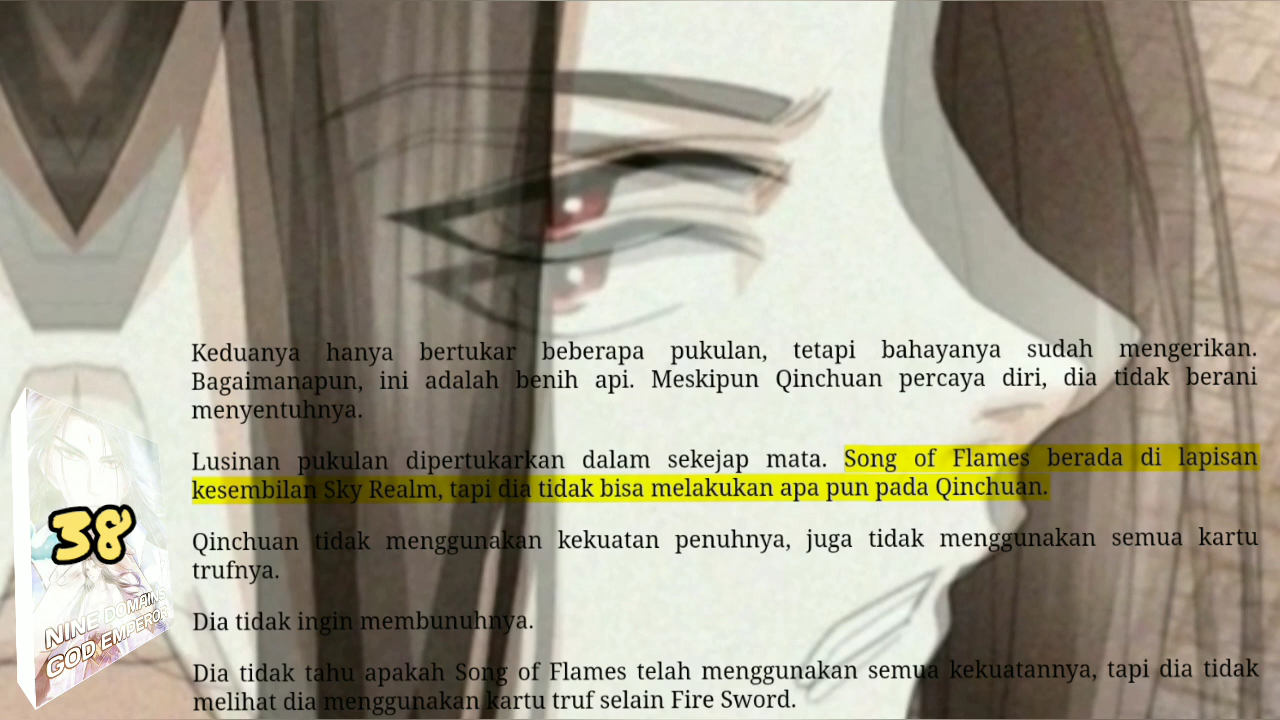 Keduanya hanya bertukar beberapa pukulan, tetapi bahayanya sudah mengerikan.
Bagaimanapun, ini adalah benih api. Meskipun Qinchuan percaya diri, dia tidak berani
menyentuhnya.
Lusinan pukulan dipertukarkan dalam sekejap mata. Song of Flames berada di lapisan
kesembilan Sky Realm, tapi dia tidak bisa melakukan apa pun pada Qinchuan.
Qinchuan tidak menggunakan kekuatan penuhnya, juga tidak menggunakan semua kartu
trufnya.
Dia tidak ingin membunuhnya.
Dia tidak tahu apakah Song of Flames telah menggunakan semua kekuatannya, tapi dia tidak
melihat dia menggunakan kartu truf selain Fire Sword.
38
NINE DOMAINS
GOD EMPEROR